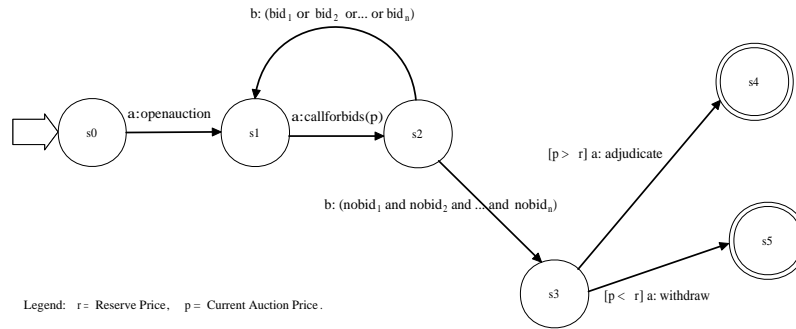 b: (bid1 or bid2 or... or bidn)
s4
a:openauction
a:callforbids(p)
s0
s1
s2
[p > r] a: adjudicate
b: (nobid1 and nobid2 and ... and nobidn)
s5
s3
[p < r] a: withdraw
Legend: r = Reserve Price, p = Current Auction Price.